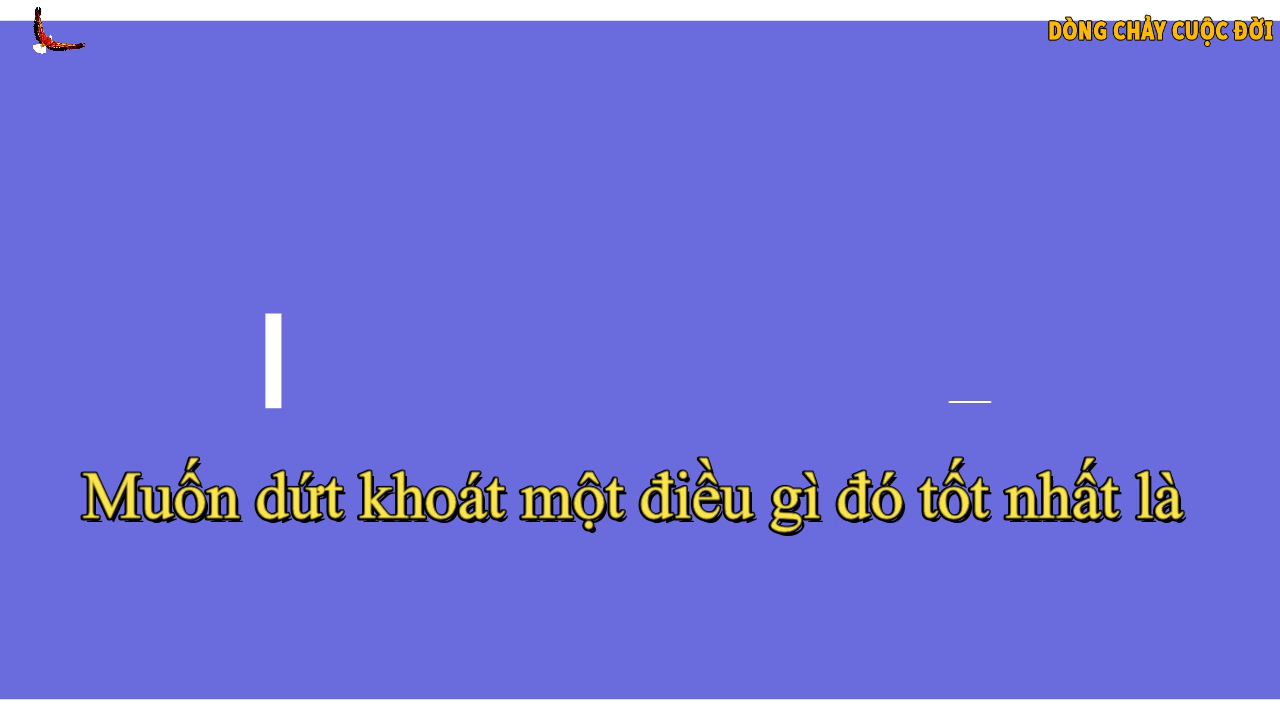 DÒNG CHẢY CUỘC ĐỜI
Muốn dứt khoát một điều gì đó tốt nhất là